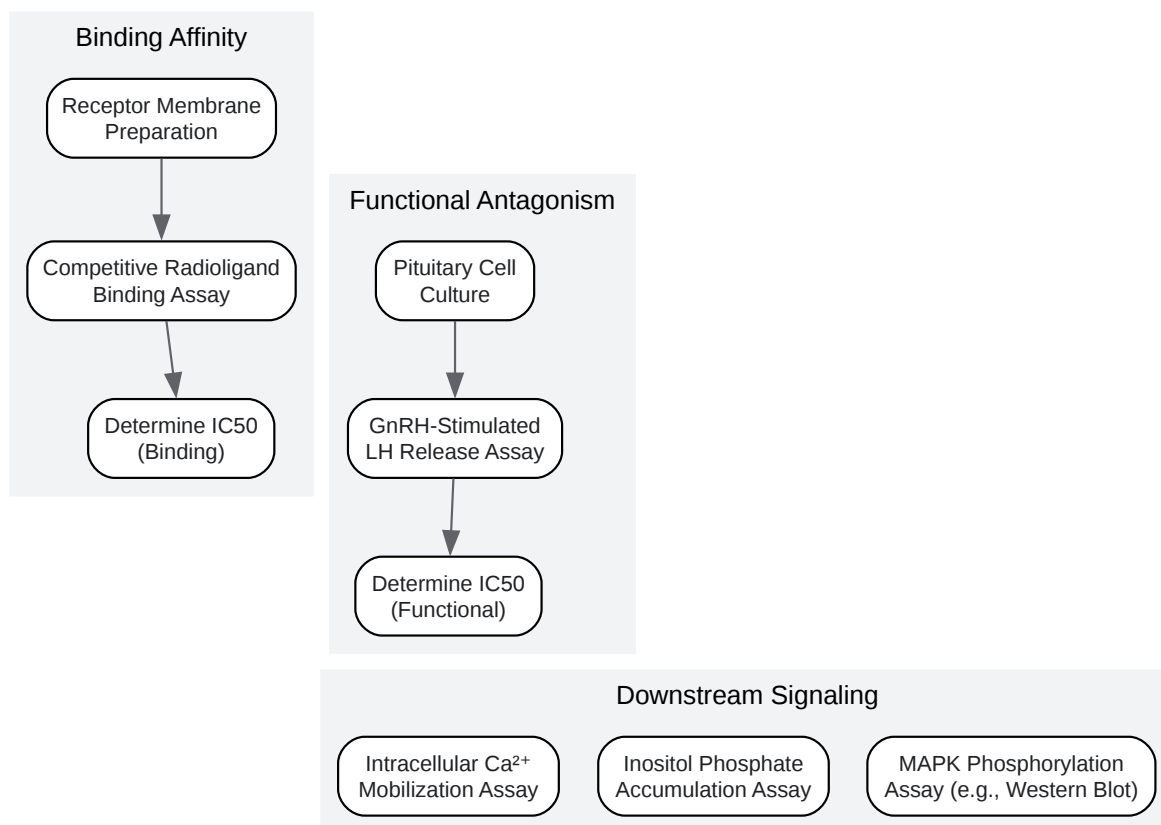 Binding Affinity
Receptor Membrane
Preparation
Competitive Radioligand
Binding Assay
Determine IC50
(Binding)
Functional Antagonism
Pituitary Cell
Culture
GnRH-Stimulated
LH Release Assay
Determine IC50
(Functional)
Downstream Signaling
Intracellular Ca²⁺
Mobilization Assay
Inositol Phosphate
Accumulation Assay
MAPK Phosphorylation
Assay (e.g., Western Blot)